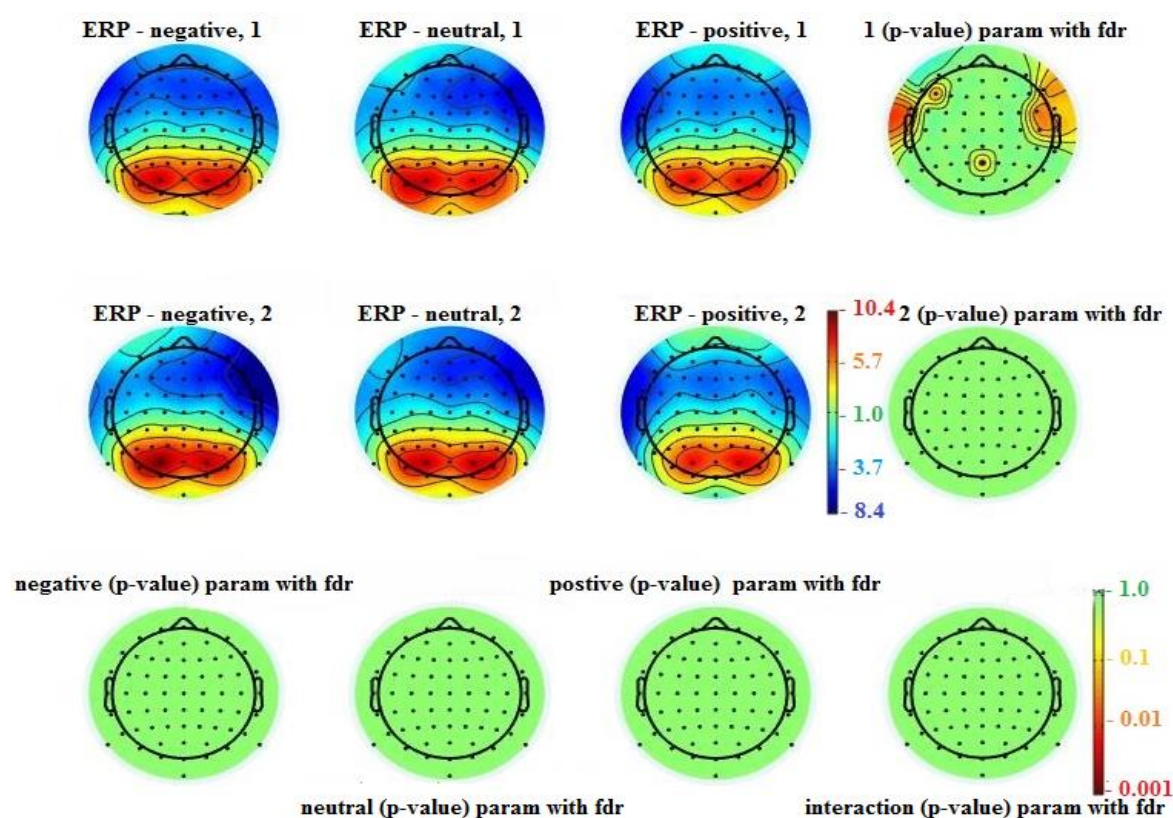 ERP - negative, 1
ERP - neutral, 1
ERP - positive, 1
1 (p-value) param with fdr
ERP - negative, 2
ERP - neutral, 2
ERP - positive, 2
10.4
5.7
1.0
- 3.7
- 8.4
2 (p-value) param with fdr
negative (p-value) param with fdr
postive (p-value) param with fdr
1.0
0.1
0.01
0.001
neutral (p-value) param with fdr
interaction (p-value) param with fdr